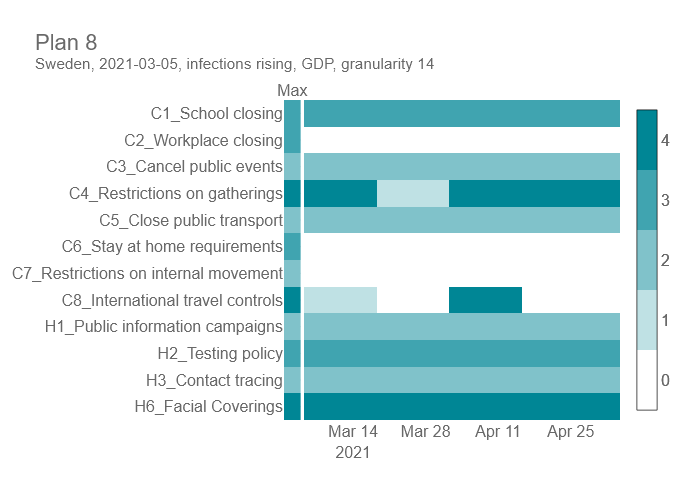 Plan 8
Sweden, 2021-03-05, infections rising, GDP, granularity 14
Max
C1_School closing
C2_Workplace closing
C3_Cancel public events
C4_Restrictions on gatherings
C5_Close public transport
C6_Stay at home requirements
C7_Restrictions on internal movement
C8_International travel controls
H1_Public information campaigns
H2_Testing policy
H3_Contact tracing
H6_Facial Coverings
Mar 14 Mar 28 Apr 11 Apr 25
2021
4
3
2
1
0